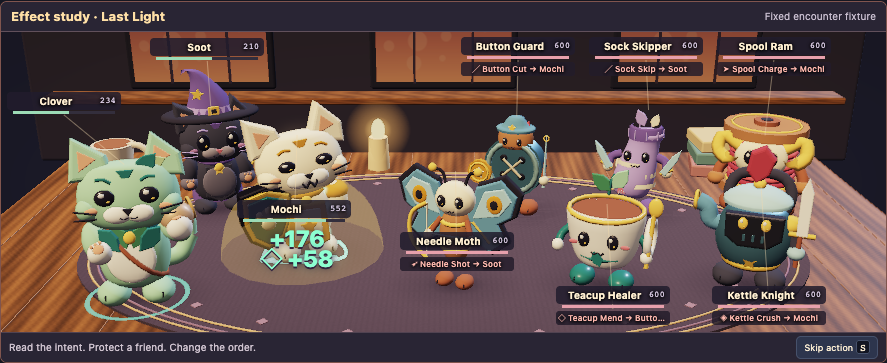 Effect study · Last Light
Fixed encounter fixture
Soot 210
Button Guard 600
Button Cut → Mochi
Sock Skipper 600
Sock Skip → Soot
Spool Ram 600
Spool Charge → Mochi
Clover 234
Mochi 552
+176
+58
Needle Moth 600
Needle Shot → Soot
Teacup Healer 600
Teacup Mend → Butto...
Kettle Knight 600
Kettle Crush → Mochi
Read the intent. Protect a friend. Change the order.
Skip action S